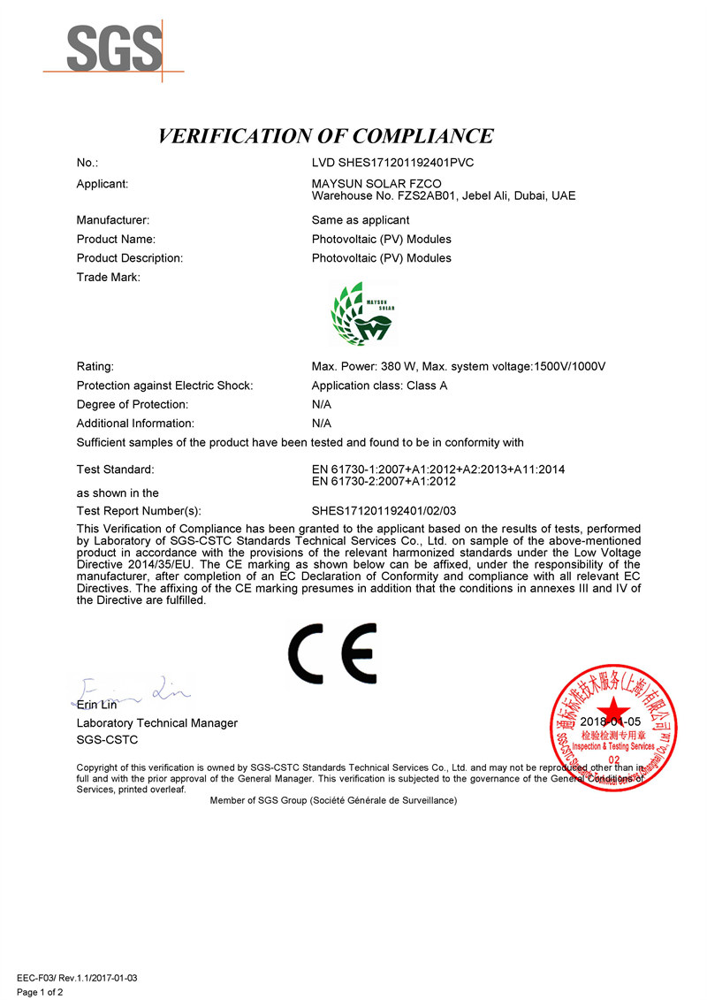 SGS
VERIFICATION OF COMPLIANCE
No.: LVD SHES171201192401PVC
Applicant: MAYSUN SOLAR FZCO
Warehouse No. FZS2AB01, Jebel Ali, Dubai, UAE
Manufacturer: Same as applicant
Product Name: Photovoltaic (PV) Modules
Product Description: Photovoltaic (PV) Modules
Trade Mark:
MAYSUN
SOLAR
Rating: Max. Power: 380 W, Max. system voltage:1500V/1000V
Protection against Electric Shock: Application class: Class A
Degree of Protection: N/A
Additional Information: N/A
Sufficient samples of the product have been tested and found to be in conformity with
Test Standard: EN 61730-1:2007+A1:2012+A2:2013+A11:2014
EN 61730-2:2007+A1:2012
as shown in the
Test Report Number(s): SHES171201192401/02/03
This Verification of Compliance has been granted to the applicant based on the results of tests, performed
by Laboratory of SGS-CSTC Standards Technical Services Co., Ltd. on sample of the above-mentioned
product in accordance with the provisions of the relevant harmonized standards under the Low Voltage
Directive 2014/35/EU. The CE marking as shown below can be affixed, under the responsibility of the
manufacturer, after completion of an EC Declaration of Conformity and compliance with all relevant EC
Directives. The affixing of the CE marking presumes in addition that the conditions in annexes III and IV of
the Directive are fulfilled.
CE
Erin Lin
Erin Lin
Laboratory Technical Manager
SGS-CSTC
通标标准技术服务(上海)有限公司
2018-01-05
检验检测专用章
Inspection & Testing Services
02
SGS-CSTC Standards Technical Services (Shanghai) Co., Ltd.
Copyright of this verification is owned by SGS-CSTC Standards Technical Services Co., Ltd. and may not be reproduced other than in
full and with the prior approval of the General Manager. This verification is subjected to the governance of the General Conditions of
Services, printed overleaf.
Member of SGS Group (Société Générale de Surveillance)
EEC-F03/ Rev.1.1/2017-01-03
Page 1 of 2